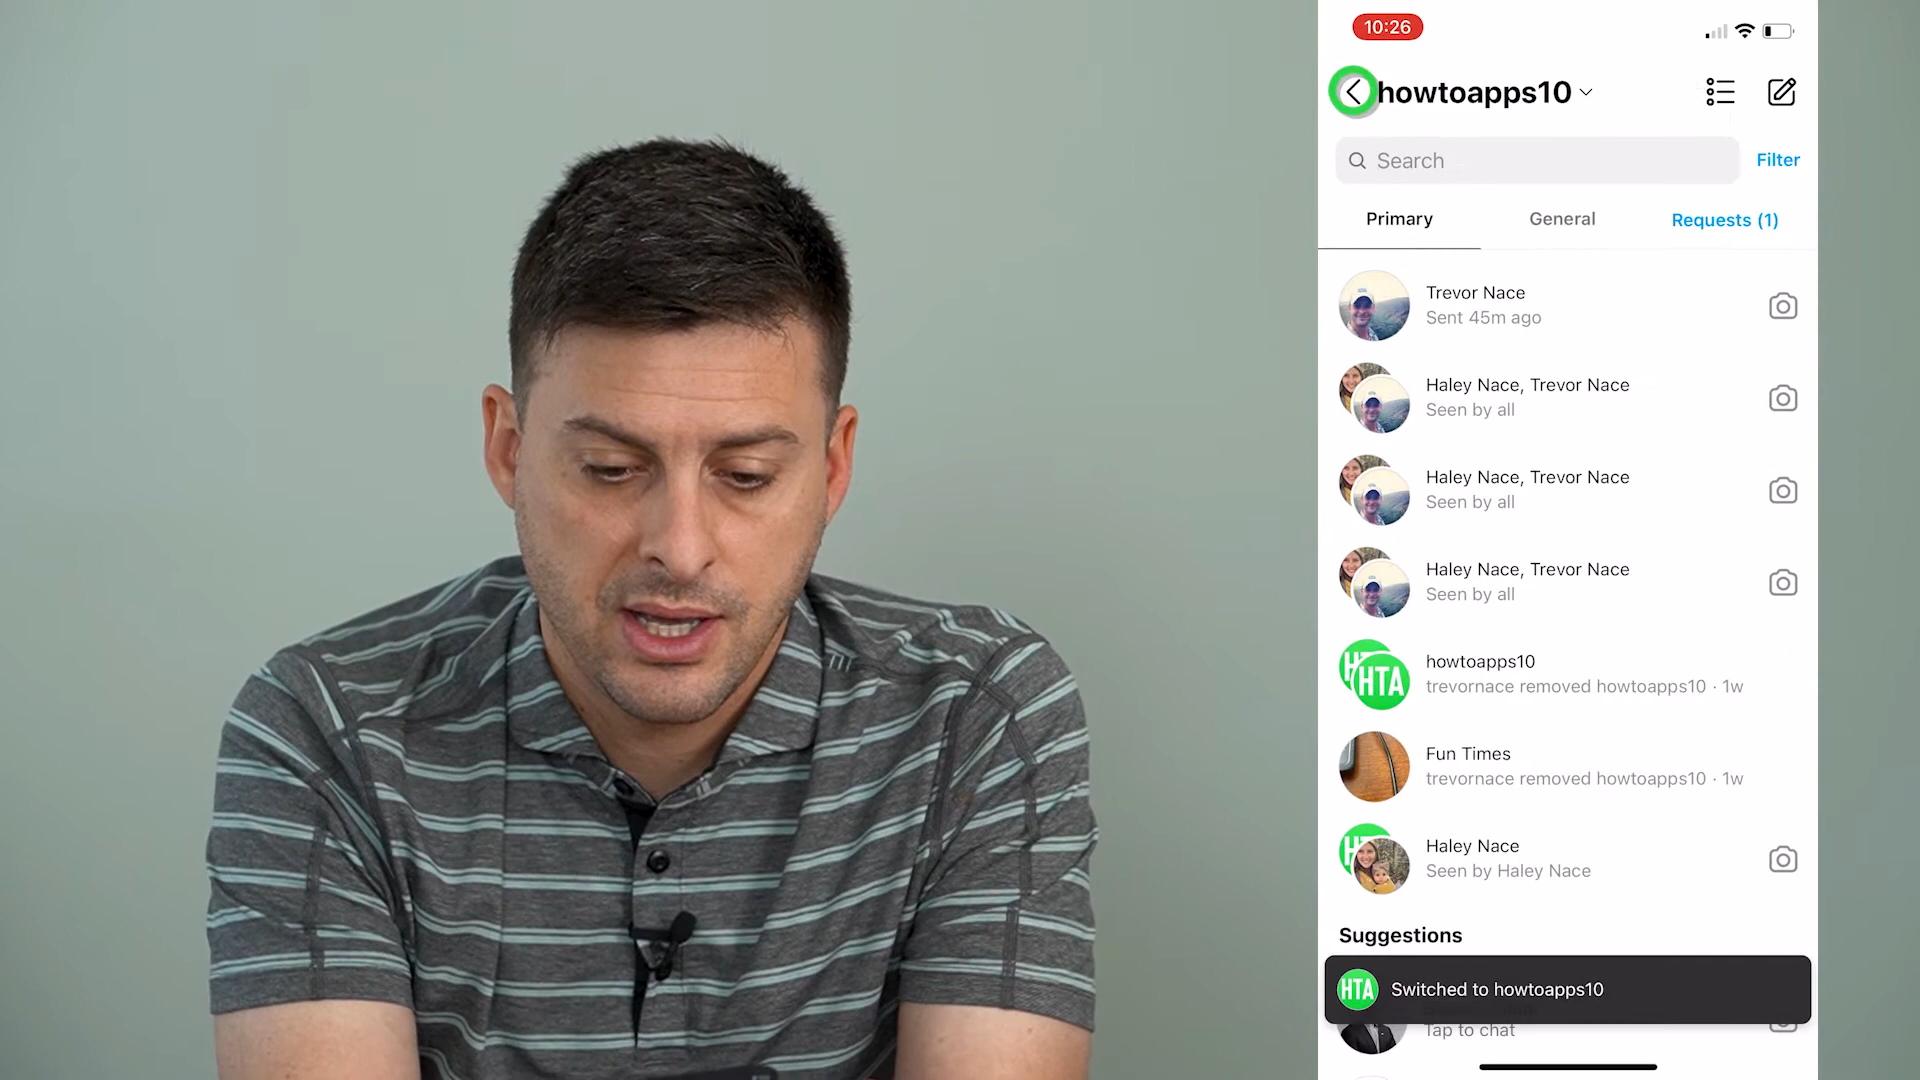 10:26
howtoapps10
Search
Filter
Primary
General
Requests (1)
Trevor Nace
Sent 45m ago
Haley Nace, Trevor Nace
Seen by all
Haley Nace, Trevor Nace
Seen by all
Haley Nace, Trevor Nace
Seen by all
HTA
howtoapps10
trevornace removed howtoapps10 · 1w
Fun Times
trevornace removed howtoapps10 · 1w
Haley Nace
Seen by Haley Nace
Suggestions
HTA
Switched to howtoapps10
Tap to chat